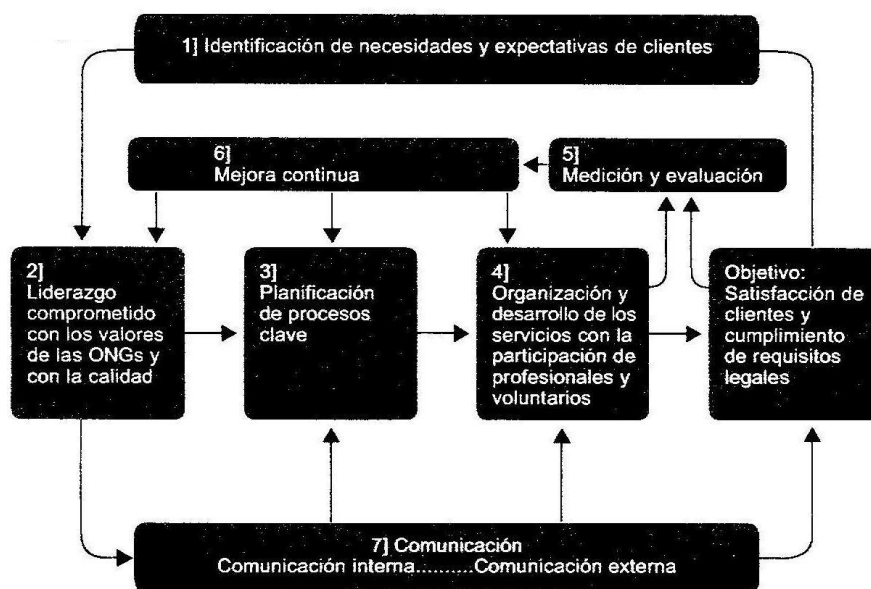 1] Identificación de necesidades y expectativas de clientes
6]
Mejora continua
5]
Medición y evaluación
2]
Liderazgo
comprometido
con los valores
de las ONGs y
con la calidad
3]
Planificación
de procesos
clave
4]
Organización y
desarrollo de los
servicios con la
participación de
profesionales y
voluntarios
Objetivo:
Satisfacción de
clientes y
cumplimiento
de requisitos
legales
7] Comunicación
Comunicación interna..........Comunicación externa